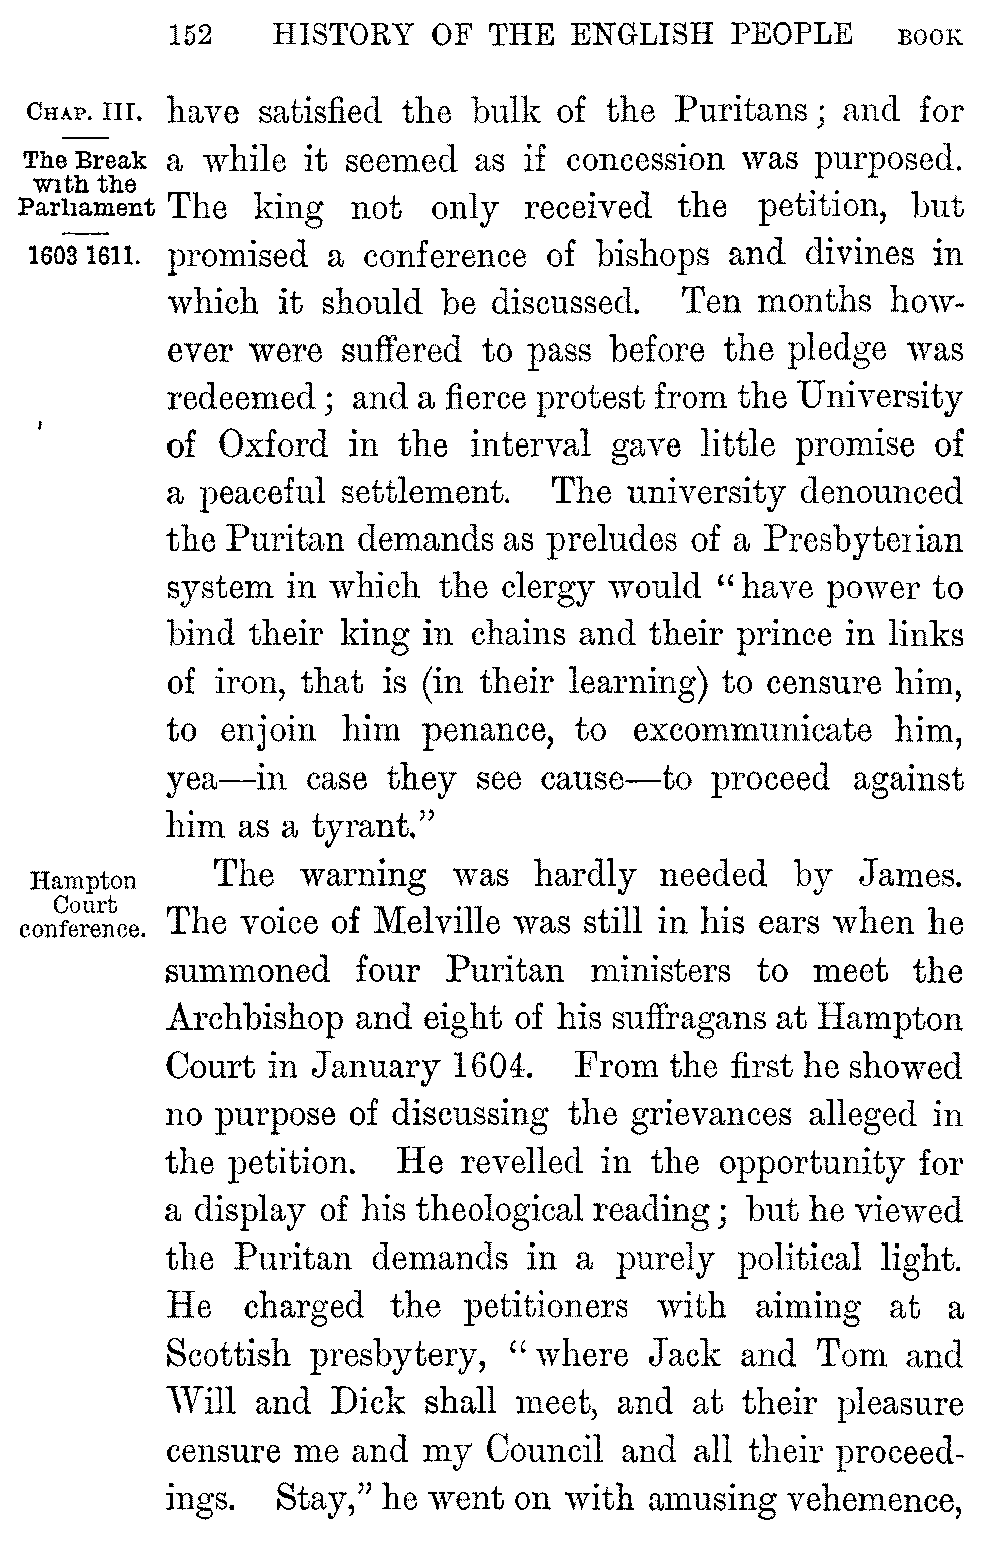 152 HISTORY OF THE ENGLISH PEOPLE BOOK
CHAP. III.
The Break
with the
Parliament
1603 1611.
have satisfied the bulk of the Puritans; and for
a while it seemed as if concession was purposed.
The king not only received the petition, but
promised a conference of bishops and divines in
which it should be discussed. Ten months how-
ever were suffered to pass before the pledge was
redeemed; and a fierce protest from the University
of Oxford in the interval gave little promise of
a peaceful settlement. The university denounced
the Puritan demands as preludes of a Presbyterian
system in which the clergy would "have power to
bind their king in chains and their prince in links
of iron, that is (in their learning) to censure him,
to enjoin him penance, to excommunicate him,
yea—in case they see cause—to proceed against
him as a tyrant."
Hampton
Court
conference.
The warning was hardly needed by James.
The voice of Melville was still in his ears when he
summoned four Puritan ministers to meet the
Archbishop and eight of his suffragans at Hampton
Court in January 1604. From the first he showed
no purpose of discussing the grievances alleged in
the petition. He revelled in the opportunity for
a display of his theological reading; but he viewed
the Puritan demands in a purely political light.
He charged the petitioners with aiming at a
Scottish presbytery, "where Jack and Tom and
Will and Dick shall meet, and at their pleasure
censure me and my Council and all their proceed-
ings. Stay," he went on with amusing vehemence,